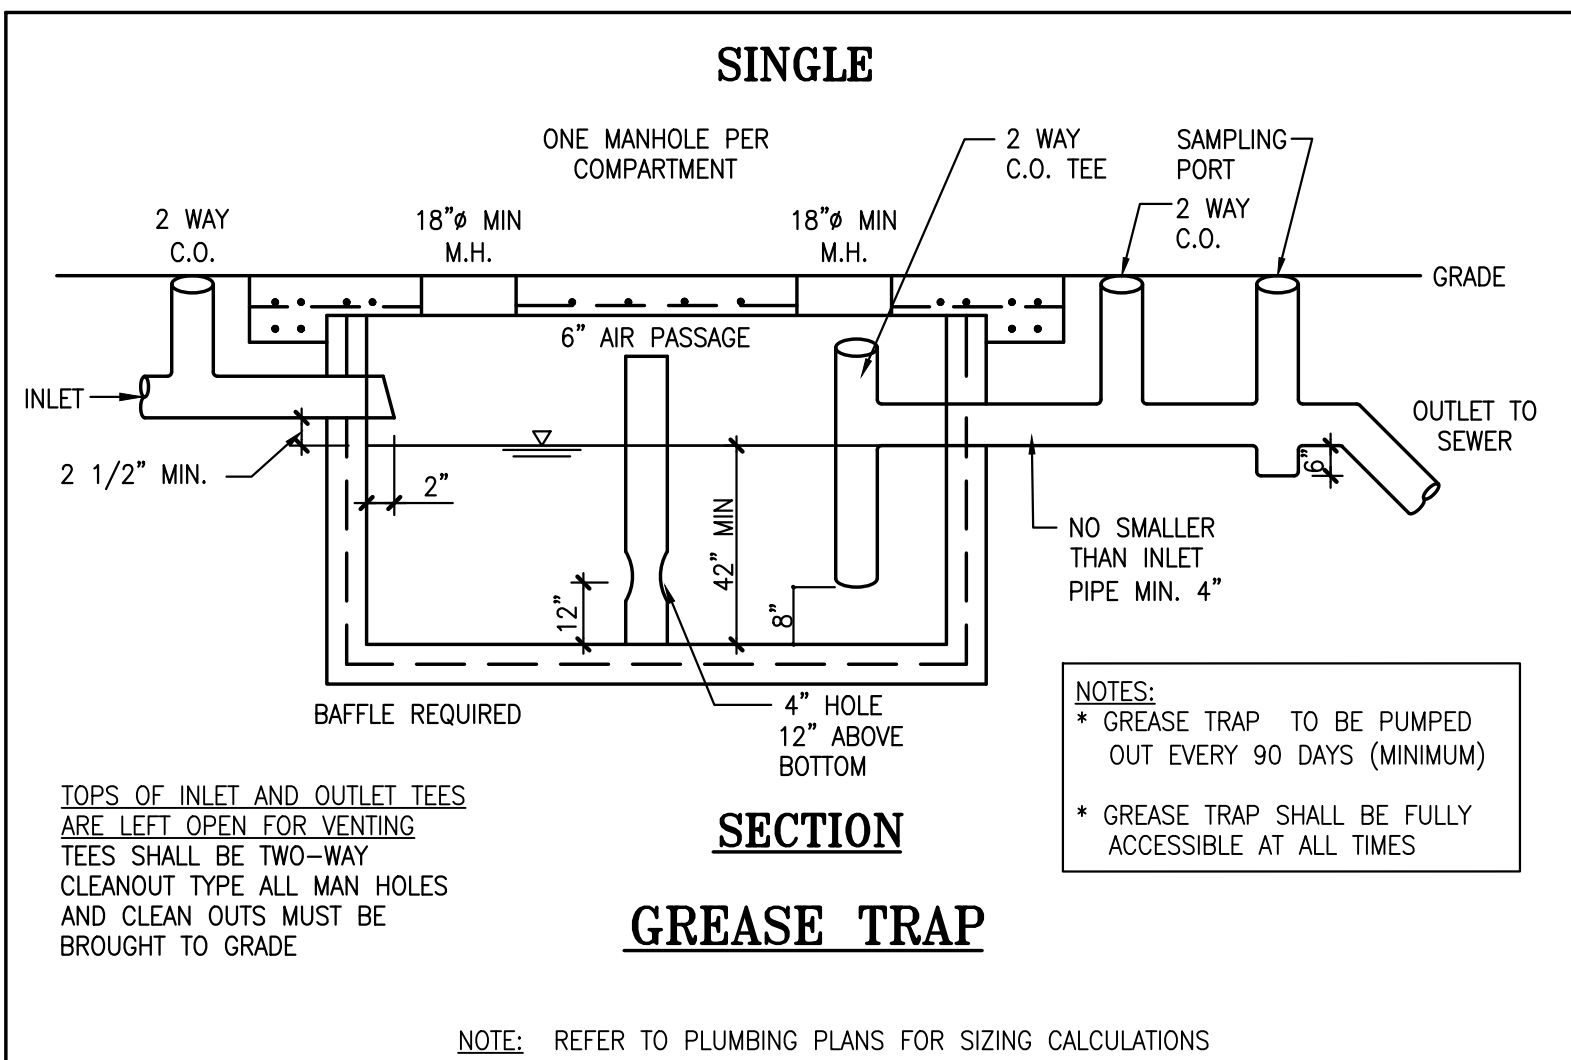 SINGLE
ONE MANHOLE PER
COMPARTMENT
2 WAY
C.O. TEE
SAMPLING
PORT
2 WAY
C.O.
2 WAY
C.O.
18"ø MIN
M.H.
18"ø MIN
M.H.
GRADE
6" AIR PASSAGE
INLET
OUTLET TO
SEWER
2 1/2" MIN.
2"
6"
42" MIN
12"
8"
NO SMALLER
THAN INLET
PIPE MIN. 4"
BAFFLE REQUIRED
4" HOLE
12" ABOVE
BOTTOM
NOTES:
* GREASE TRAP TO BE PUMPED
OUT EVERY 90 DAYS (MINIMUM)
* GREASE TRAP SHALL BE FULLY
ACCESSIBLE AT ALL TIMES
TOPS OF INLET AND OUTLET TEES
ARE LEFT OPEN FOR VENTING
TEES SHALL BE TWO-WAY
CLEANOUT TYPE ALL MAN HOLES
AND CLEAN OUTS MUST BE
BROUGHT TO GRADE
SECTION
GREASE TRAP
NOTE: REFER TO PLUMBING PLANS FOR SIZING CALCULATIONS